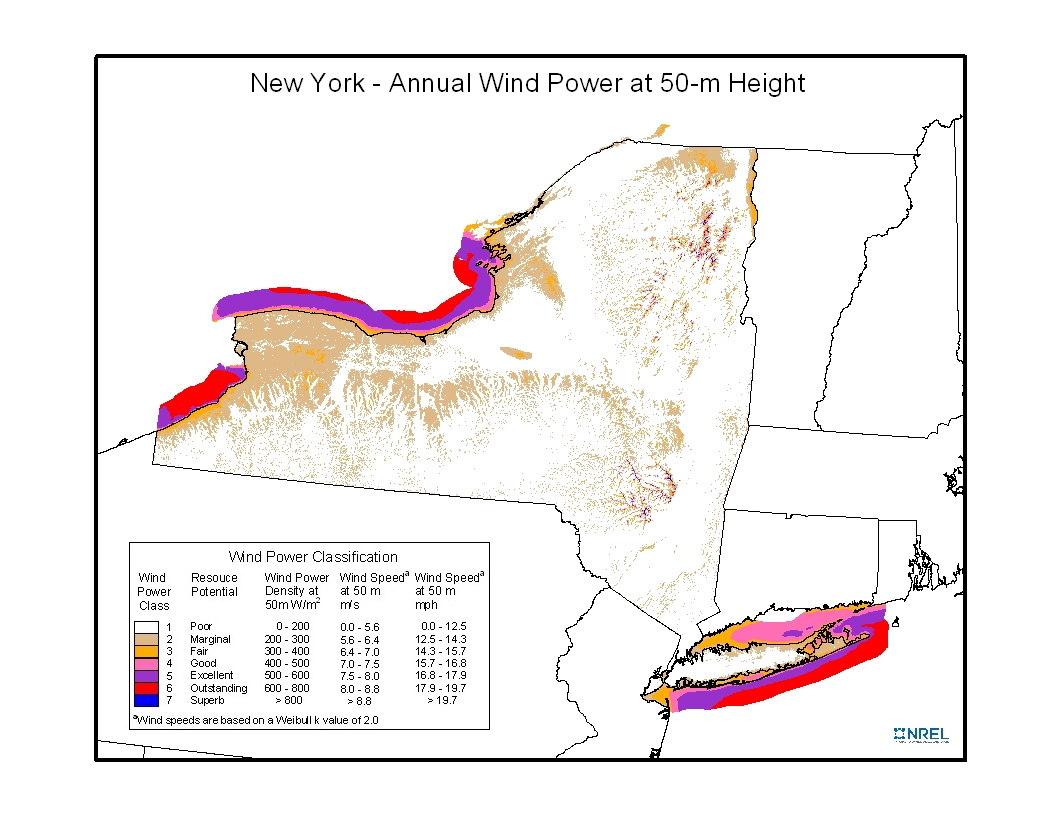 New York - Annual Wind Power at 50-m Height
Wind Power Classification
Wind Power Class Resouce Potential Wind Power Density at 50m W/m2 Wind Speeda at 50 m m/s Wind Speeda at 50 m mph
1 Poor 0 - 200 0.0 - 5.6 0.0 - 12.5
2 Marginal 200 - 300 5.6 - 6.4 12.5 - 14.3
3 Fair 300 - 400 6.4 - 7.0 14.3 - 15.7
4 Good 400 - 500 7.0 - 7.5 15.7 - 16.8
5 Excellent 500 - 600 7.5 - 8.0 16.8 - 17.9
6 Outstanding 600 - 800 8.0 - 8.8 17.9 - 19.7
7 Superb > 800 > 8.8 > 19.7
aWind speeds are based on a Weibull k value of 2.0
NREL